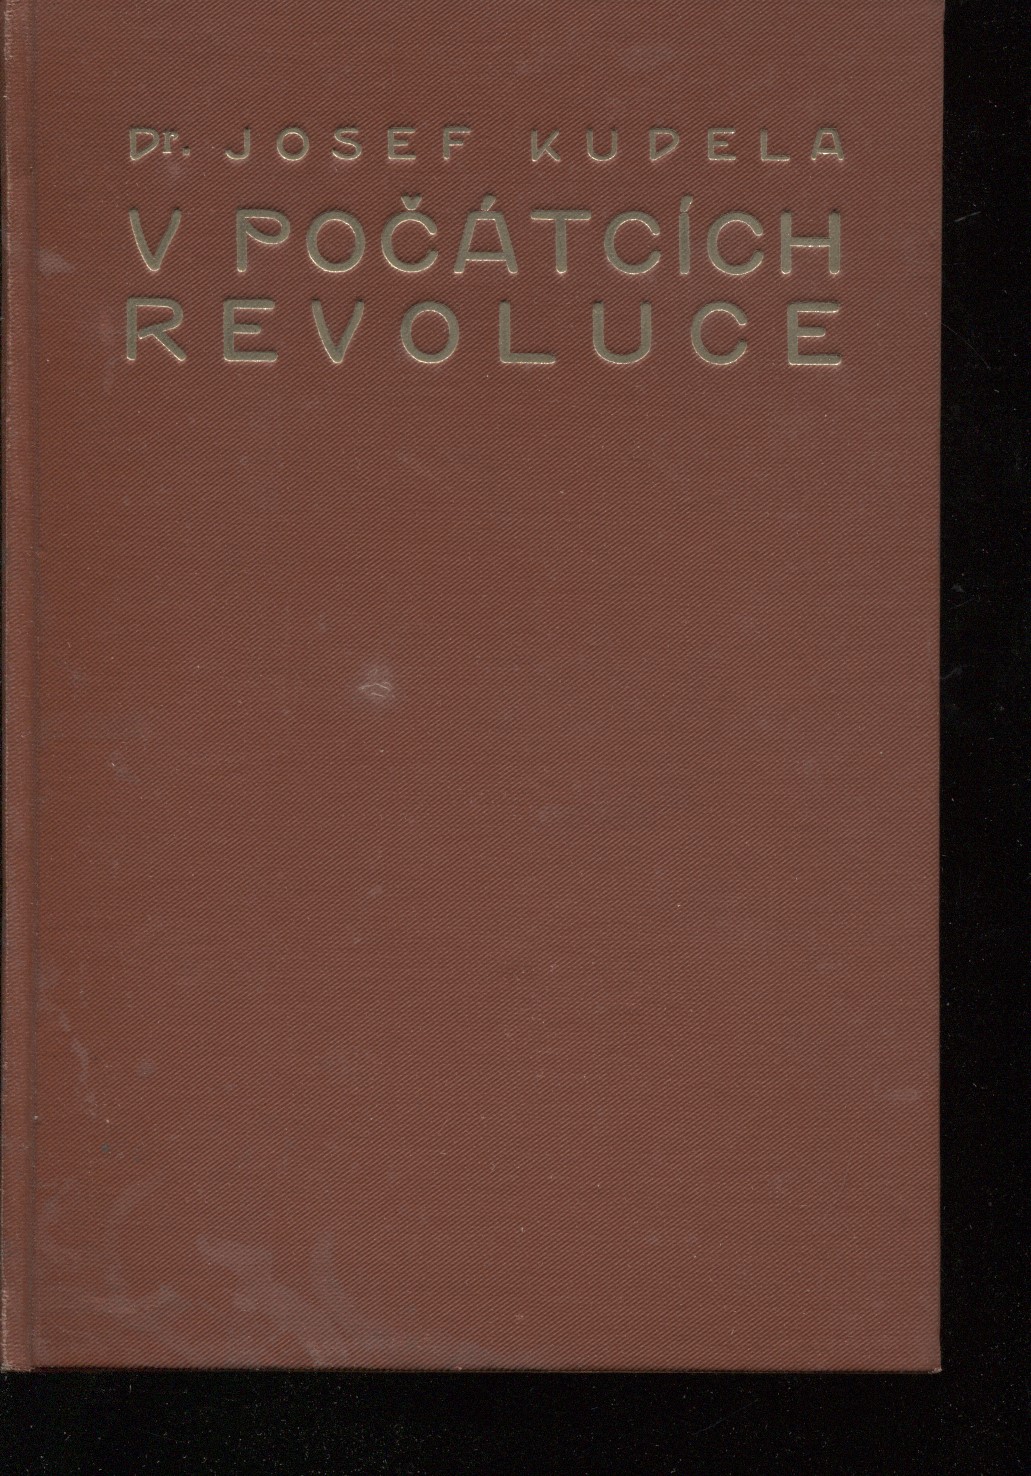 Dr. JOSEF KUDELA
V POČÁTCÍCH
REVOLUCE